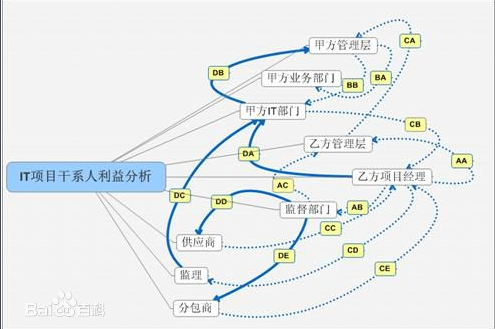 CA
甲方管理层
DB
甲方业务部门
BB
BA
甲方IT部门
CB
乙方管理层
DA
AA
IT项目干系人利益分析
乙方项目经理
AC
DC
DD
监督部门
AB
CC
供应商
CD
DE
监理
CE
分包商
Bai百科